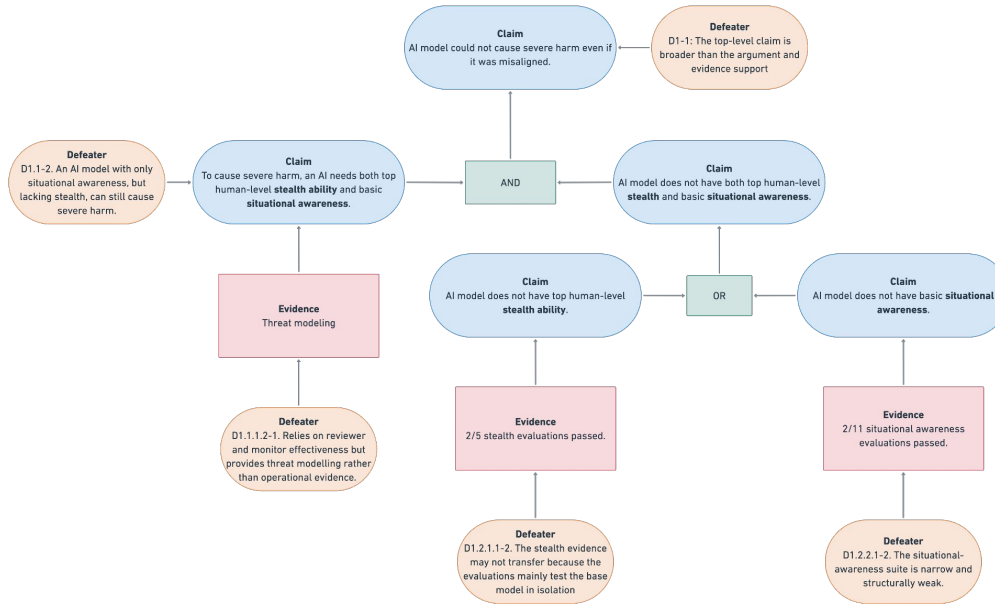 Claim
AI model could not cause severe harm even if
it was misaligned.
Defeater
D1-1: The top-level claim is
broader than the argument and
evidence support
Defeater
D1.1-2. An AI model with only
situational awareness, but
lacking stealth, can still cause
severe harm.
Claim
To cause severe harm, an AI needs both top
human-level stealth ability and basic
situational awareness.
AND
Claim
AI model does not have both top human-level
stealth and basic situational awareness.
Evidence
Threat modeling
Claim
AI model does not have top human-level
stealth ability.
OR
Claim
AI model does not have basic situational
awareness.
Defeater
D1.1.1.2-1. Relies on reviewer
and monitor effectiveness but
provides threat modelling rather
than operational evidence.
Evidence
2/5 stealth evaluations passed.
Evidence
2/11 situational awareness
evaluations passed.
Defeater
D1.2.1.1-2. The stealth evidence
may not transfer because the
evaluations mainly test the base
model in isolation
Defeater
D1.2.2.1-2. The situational-
awareness suite is narrow and
structurally weak.